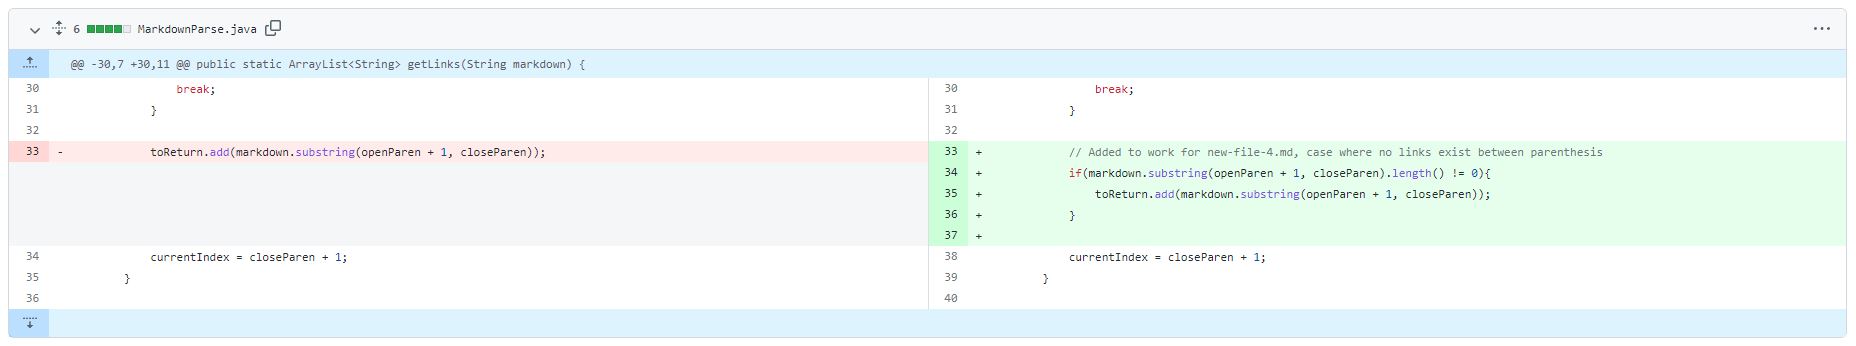 6 MarkdownParse.java
@@ -30,7 +30,11 @@ public static ArrayList<String> getLinks(String markdown) {
30 break;
31 }
32
33 - toReturn.add(markdown.substring(openParen + 1, closeParen));
34 currentIndex = closeParen + 1;
35 }
36
30 break;
31 }
32
33 + // Added to work for new-file-4.md, case where no links exist between parenthesis
34 + if(markdown.substring(openParen + 1, closeParen).length() != 0){
35 + toReturn.add(markdown.substring(openParen + 1, closeParen));
36 + }
37 +
38 currentIndex = closeParen + 1;
39 }
40